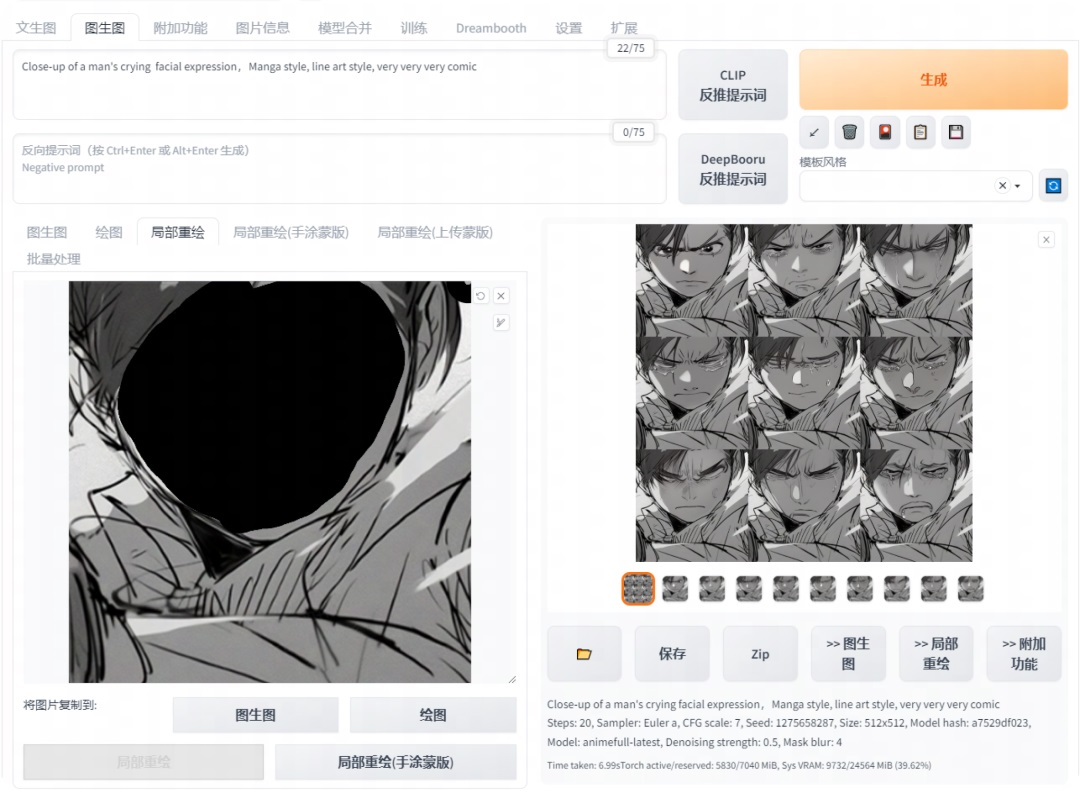 文生图 图生图 附加功能 图片信息 模型合并 训练 Dreambooth 设置 扩展
22/75
Close-up of a man's crying facial expression， Manga style, line art style, very very very comic
CLIP
反推提示词
生成
0/75
反向提示词（按 Ctrl+Enter 或 Alt+Enter 生成）
Negative prompt
DeepBooru
反推提示词
模板风格
图生图 绘图 局部重绘 局部重绘(手涂蒙版) 局部重绘(上传蒙版)
批量处理
将图片复制到:
图生图 绘图
局部重绘 局部重绘(手涂蒙版)
保存 Zip >> 图生图 >> 局部重绘 >> 附加功能
Close-up of a man's crying facial expression， Manga style, line art style, very very very comic
Steps: 20, Sampler: Euler a, CFG scale: 7, Seed: 1275658287, Size: 512x512, Model hash: a7529df023,
Model: animefull-latest, Denoising strength: 0.5, Mask blur: 4
Time taken: 6.99sTorch active/reserved: 5830/7040 MiB, Sys VRAM: 9732/24564 MiB (39.62%)